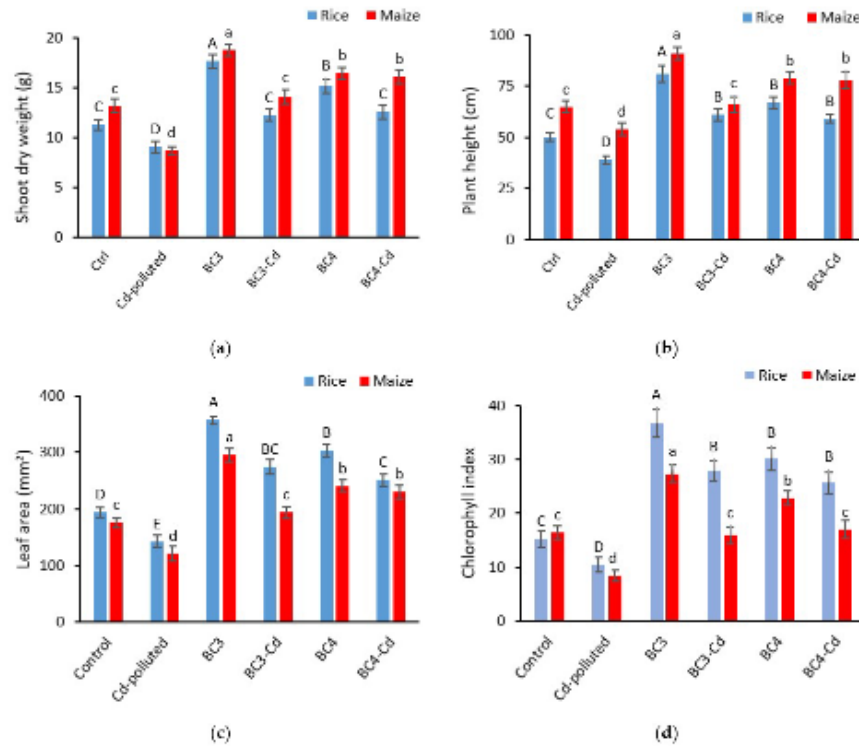 Rice Maize
Shoot dry weight (g)
20
15
10
5
0
C c D d A a C c B b C b
Ctrl
Cd-polluted
BC3
BC3-Cd
BC4
BC4-Cd
(a)
Rice Maize
Plant height (cm)
100
75
50
25
0
C c D d A a B c B b B b
Ctrl
Cd-polluted
BC3
BC3-Cd
BC4
BC4-Cd
(b)
Rice Maize
Leaf area (mm²)
400
300
200
100
0
D c E d A a BC c B b C b
Control
Cd-polluted
BC3
BC3-Cd
BC4
BC4-Cd
(c)
Rice Maize
Chlorophyll index
40
30
20
10
0
C c D d A a B c B b B c
Control
Cd-polluted
BC3
BC3-Cd
BC4
BC4-Cd
(d)